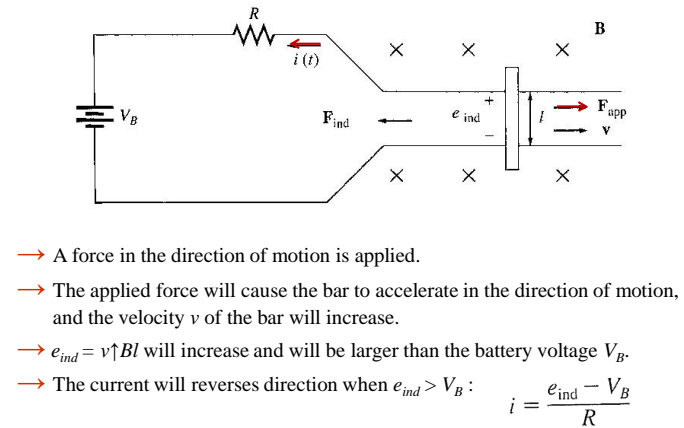 R
B
i (t)
V_B
F_ind
e_ind
+
−
l
F_app
v
→ A force in the direction of motion is applied.
→ The applied force will cause the bar to accelerate in the direction of motion,
and the velocity v of the bar will increase.
→ e_ind = v↑Bl will increase and will be larger than the battery voltage V_B.
→ The current will reverses direction when e_ind > V_B :
i = (e_ind − V_B) / R